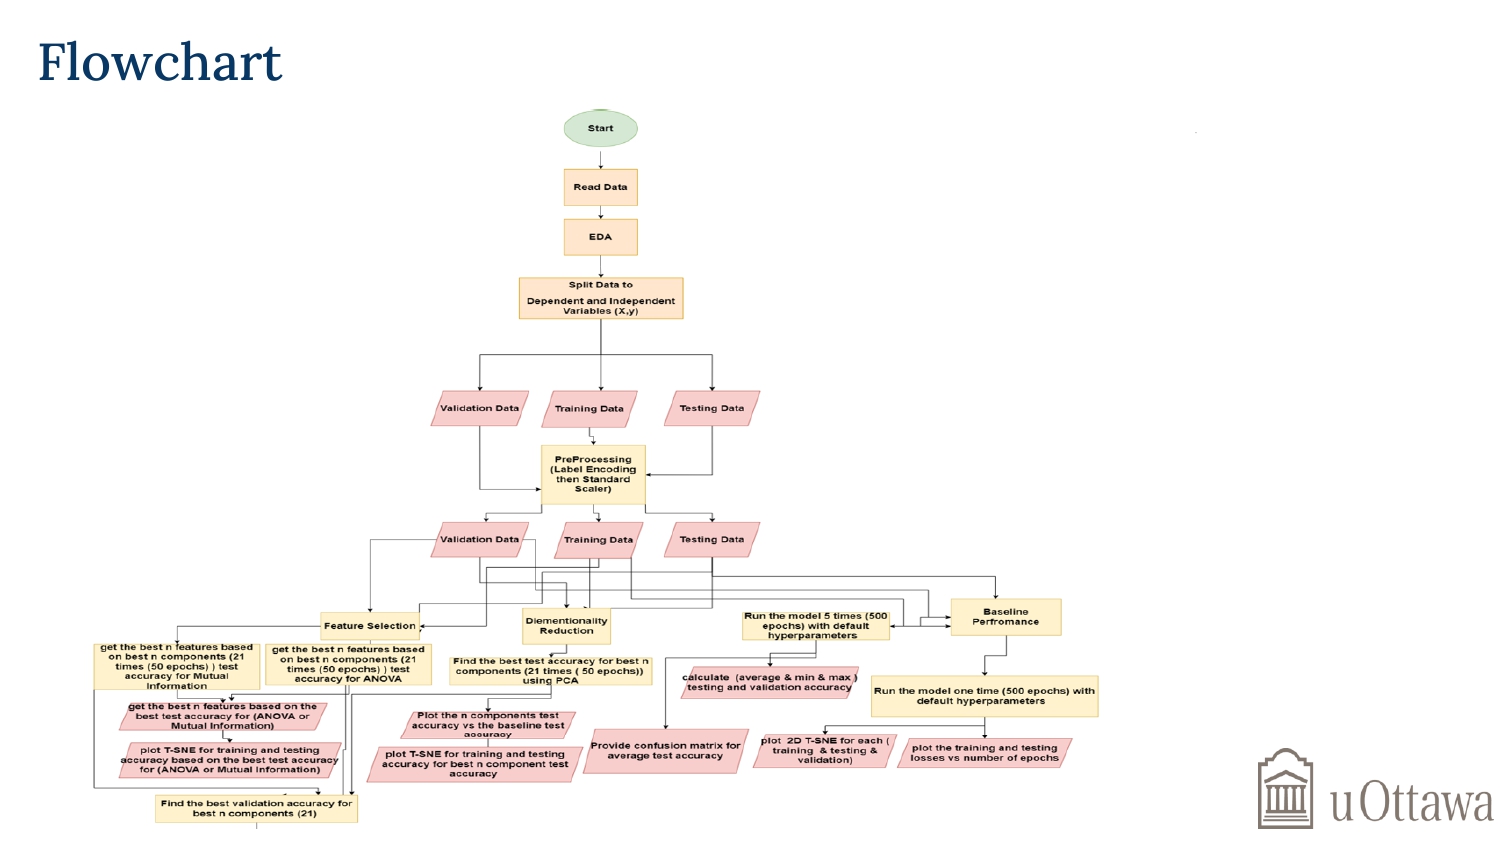 Flowchart
Start
Read Data
EDA
Split Data to
Dependent and Independent
Variables (X,y)
Validation Data
Training Data
Testing Data
PreProcessing
(Label Encoding
then Standard
Scaler)
Validation Data
Training Data
Testing Data
Feature Selection
Diementionality
Reduction
Run the model 5 times (500
epochs) with default
hyperparameters
Baseline
Perfromance
get the best n features based
on best n components (21
times (50 epochs) ) test
accuracy for Mutual
Information
get the best n features based
on best n components (21
times (50 epochs) ) test
accuracy for ANOVA
Find the best test accuracy for best n
components (21 times ( 50 epochs))
using PCA
calculate (average & min & max )
testing and validation accuracy
Run the model one time (500 epochs) with
default hyperparameters
get the best n features based on the
best test accuracy for (ANOVA or
Mutual Information)
Plot the n components test
accuracy vs the baseline test
accuracy
plot T-SNE for training and testing
accuracy based on the best test accuracy
for (ANOVA or Mutual Information)
plot T-SNE for training and testing
accuracy for best n component test
accuracy
Provide confusion matrix for
average test accuracy
plot 2D T-SNE for each (
training & testing &
validation)
plot the training and testing
losses vs number of epochs
Find the best validation accuracy for
best n components (21)
uOttawa